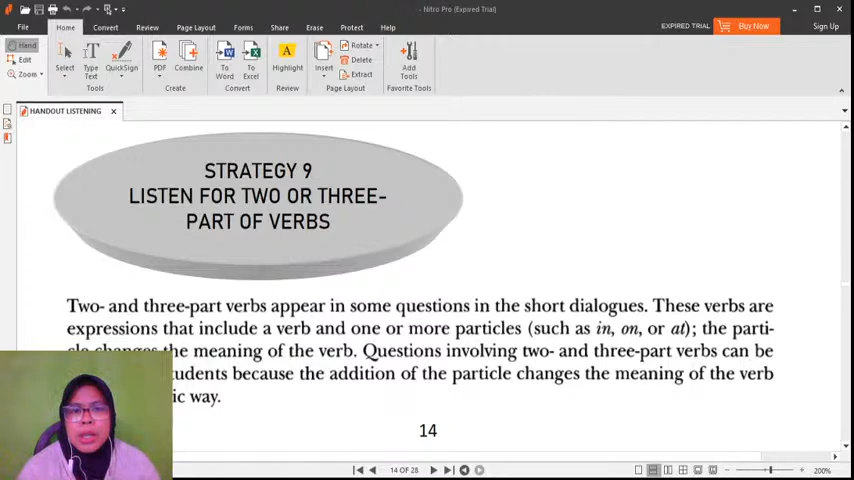 - Nitro Pro (Expired Trial)
File
Home
Convert
Review
Page Layout
Forms
Share
Erase
Protect
Help
EXPIRED TRIAL
Buy Now
Sign Up
Hand
Edit
Zoom
Select
Type Text
QuickSign
Tools
PDF
Combine
Create
To Word
To Excel
Convert
Highlight
Review
Insert
Rotate
Delete
Extract
Page Layout
Add Tools
Favorite Tools
HANDOUT LISTENING
STRATEGY 9
LISTEN FOR TWO OR THREE-
PART OF VERBS
Two- and three-part verbs appear in some questions in the short dialogues. These verbs are
expressions that include a verb and one or more particles (such as in, on, or at); the parti-
cle changes the meaning of the verb. Questions involving two- and three-part verbs can be
students because the addition of the particle changes the meaning of the verb
way.
14
14 OF 28
200%